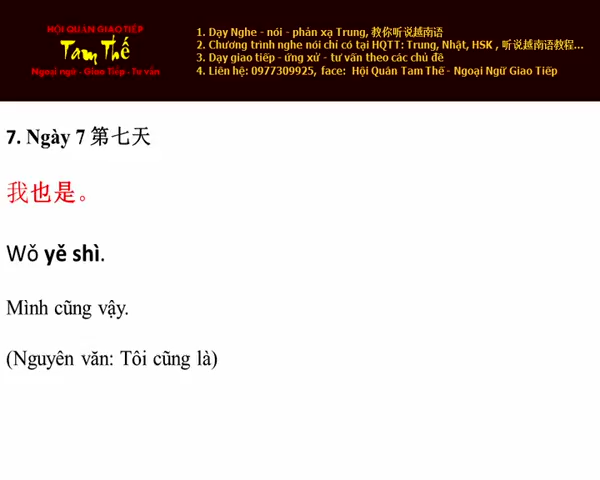 HỘI QUÁN GIAO TIẾP
Tam Thế
Ngoại ngữ - Giao Tiếp - Tư vấn
1. Dạy Nghe - nói - phản xạ Trung, 教你听说越南语
2. Chương trình nghe nói chỉ có tại HQTT: Trung, Nhật, HSK , 听说越南语教程...
3. Dạy giao tiếp - ứng xử - tư vấn theo các chủ đề
4. Liên hệ: 0977309925, face: Hội Quán Tam Thế - Ngoại Ngữ Giao Tiếp
7. Ngày 7 第七天
我也是。
Wǒ yě shì.
Mình cũng vậy.
(Nguyên văn: Tôi cũng là)